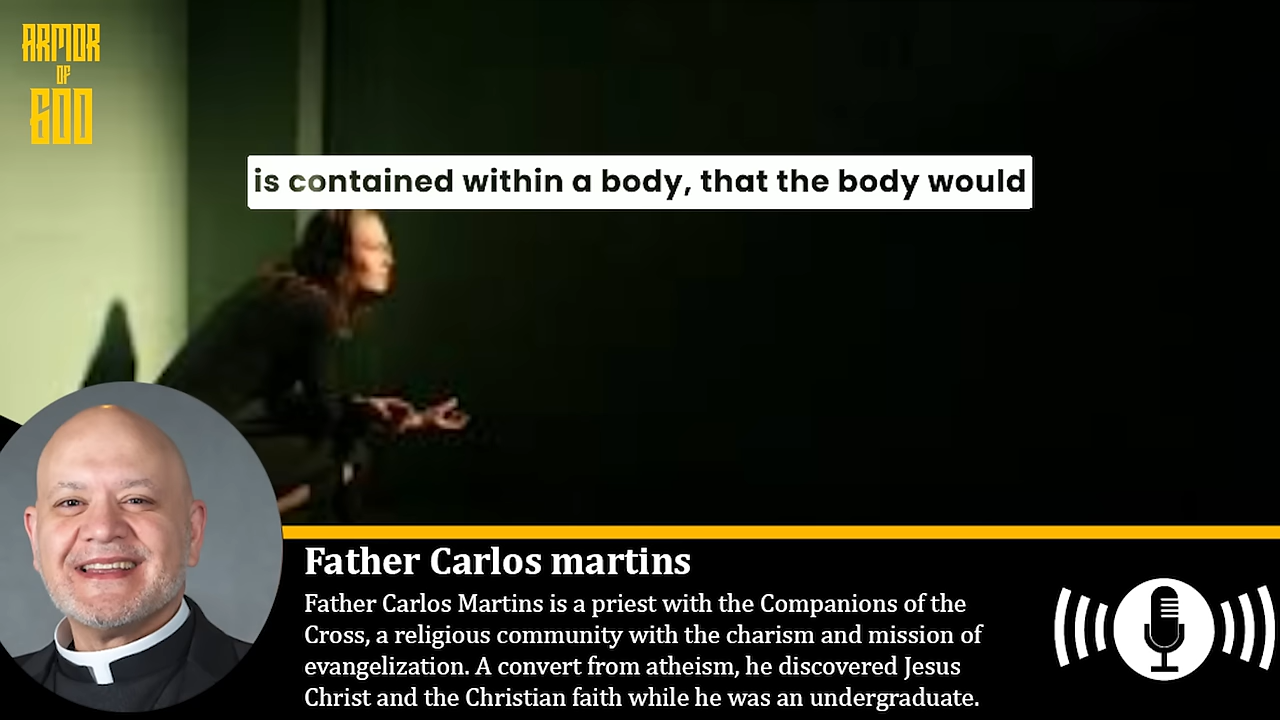 ARMOR
OF
GOD
is contained within a body, that the body would
Father Carlos martins
Father Carlos Martins is a priest with the Companions of the
Cross, a religious community with the charism and mission of
evangelization. A convert from atheism, he discovered Jesus
Christ and the Christian faith while he was an undergraduate.